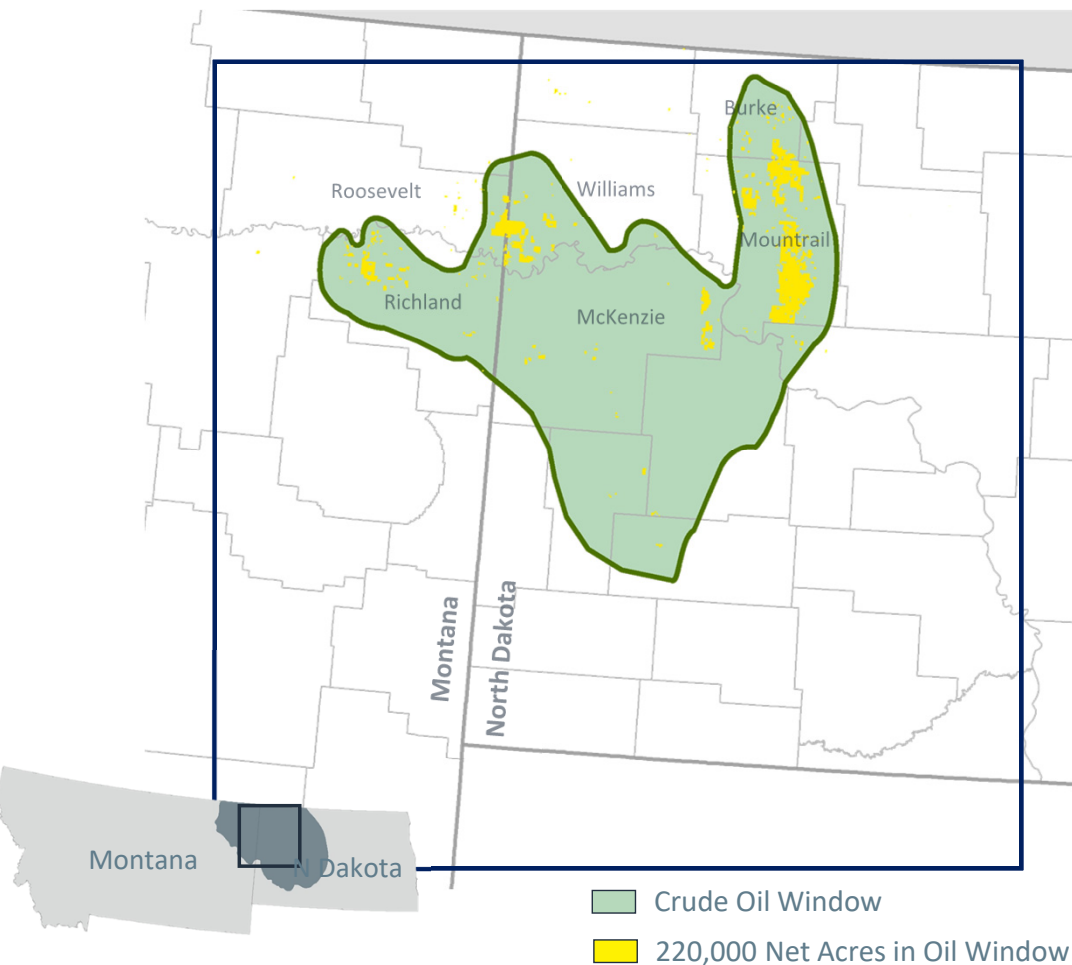 Burke
Roosevelt
Williams
Mountrail
Richland
McKenzie
Montana
North Dakota
Montana
N Dakota
Crude Oil Window
220,000 Net Acres in Oil Window